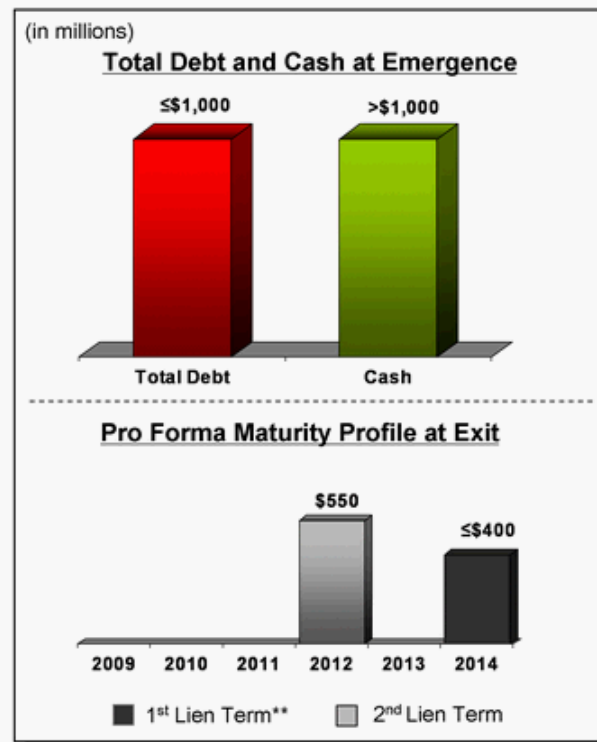 (in millions)
Total Debt and Cash at Emergence
≤$1,000 >$1,000
Total Debt Cash
Pro Forma Maturity Profile at Exit
$550
≤$400
2009 2010 2011 2012 2013 2014
1st Lien Term** 2nd Lien Term